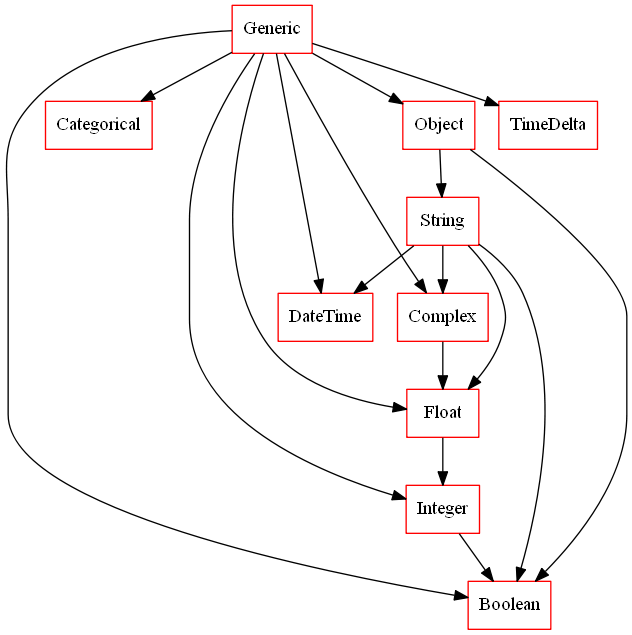 Generic
Categorical
Object
TimeDelta
String
DateTime
Complex
Float
Integer
Boolean